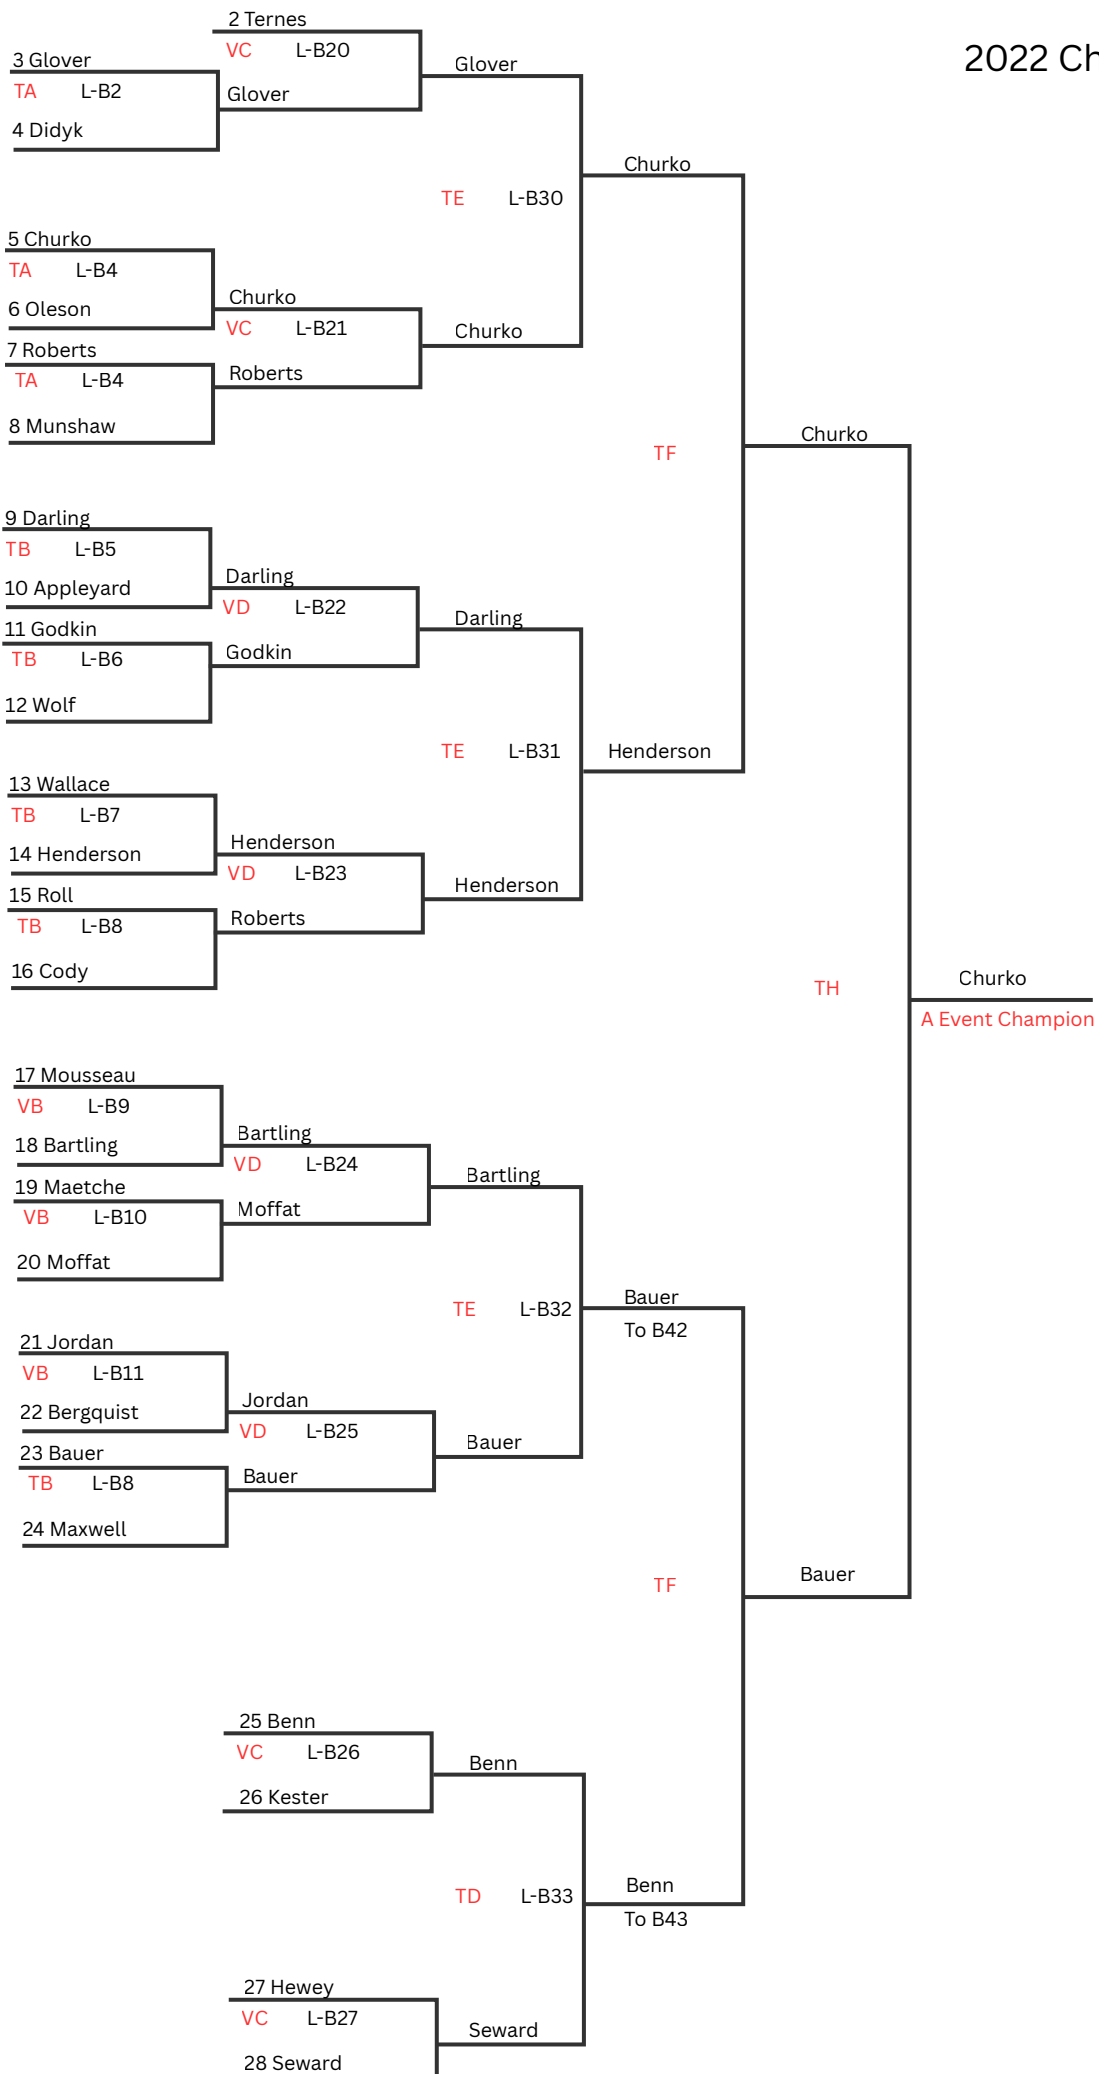 2 Ternes
VC L-B20
2022 Ch
3 Glover
Glover
TA L-B2
Glover
4 Didyk
Churko
TE L-B30
5 Churko
TA L-B4
Churko
6 Oleson
VC L-B21
Churko
7 Roberts
TA L-B4
Roberts
8 Munshaw
Churko
TF
9 Darling
TB L-B5
Darling
10 Appleyard
VD L-B22
Darling
11 Godkin
TB L-B6
Godkin
12 Wolf
TE L-B31
Henderson
13 Wallace
TB L-B7
Henderson
14 Henderson
VD L-B23
Henderson
15 Roll
TB L-B8
Roberts
16 Cody
TH
Churko
A Event Champion
17 Mousseau
VB L-B9
Bartling
18 Bartling
VD L-B24
Bartling
19 Maetche
VB L-B10
Moffat
20 Moffat
Bauer
TE L-B32
To B42
21 Jordan
VB L-B11
Jordan
22 Bergquist
VD L-B25
Bauer
23 Bauer
TB L-B8
Bauer
24 Maxwell
Bauer
TF
25 Benn
VC L-B26
Benn
26 Kester
Benn
TD L-B33
To B43
27 Hewey
VC L-B27
Seward
28 Seward